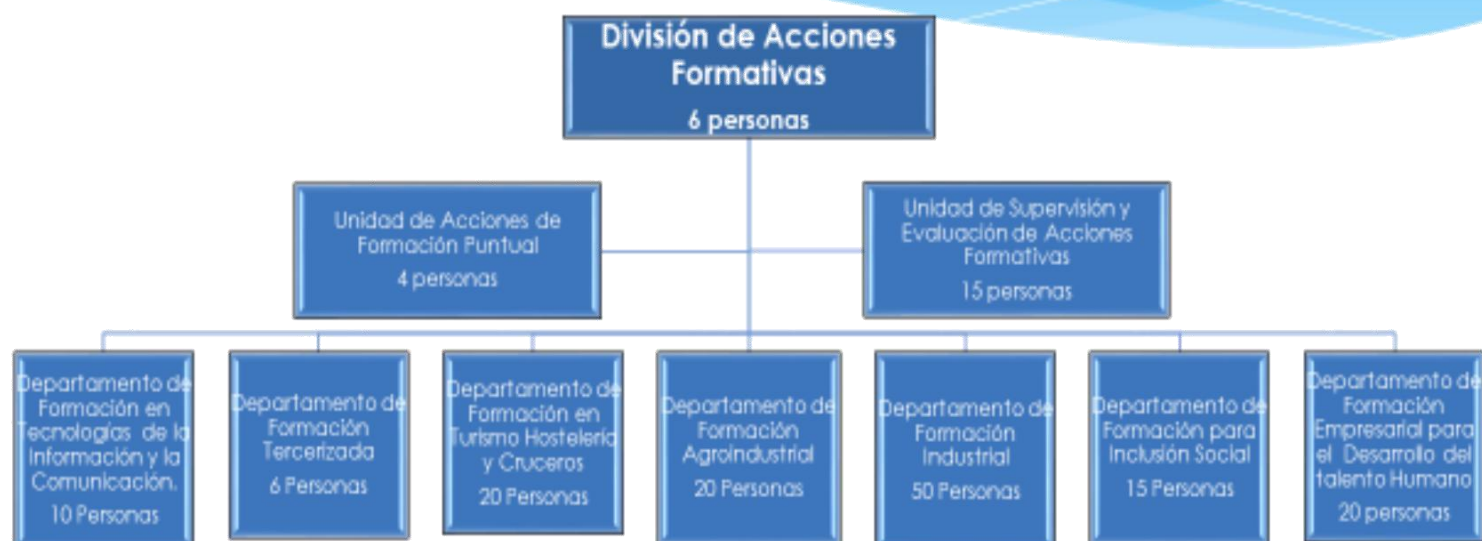 División de Acciones
Formativas
6 personas
Unidad de Acciones de
Formación Puntual
4 personas
Unidad de Supervisión y
Evaluación de Acciones
Formativas
15 personas
Departamento de
Formación en
Tecnologías de la
Información y la
Comunicación.
10 Personas
Departamento de
Formación
Tercerizada
6 Personas
Departamento de
Formación en
Turismo Hostelería
y Cruceros
20 Personas
Departamento de
Formación
Agroindustrial
20 Personas
Departamento de
Formación
Industrial
50 Personas
Departamento de
Formación para
Inclusión Social
15 Personas
Departamento de
Formación
Empresarial para
el Desarrollo del
talento Humano
20 personas